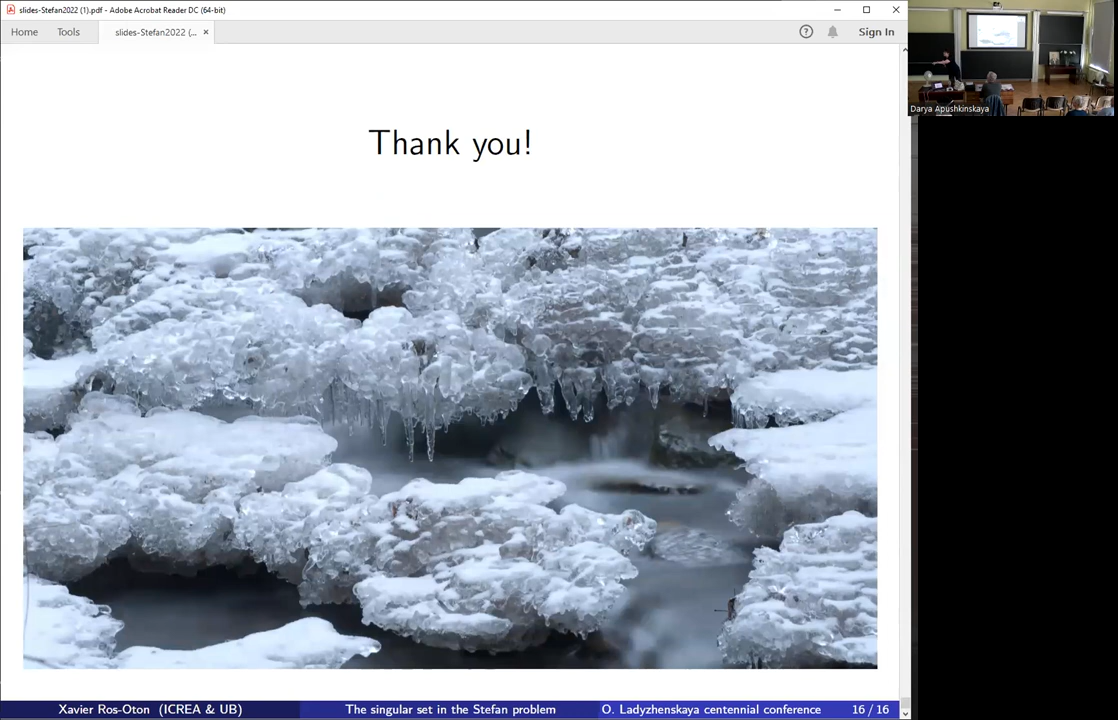 slides-Stefan2022 (1).pdf - Adobe Acrobat Reader DC (64-bit)
Home Tools slides-Stefan2022 (... × Sign In
Darya Apushkinskaya
Thank you!
Xavier Ros-Oton (ICREA & UB) The singular set in the Stefan problem O. Ladyzhenskaya centennial conference 16 / 16